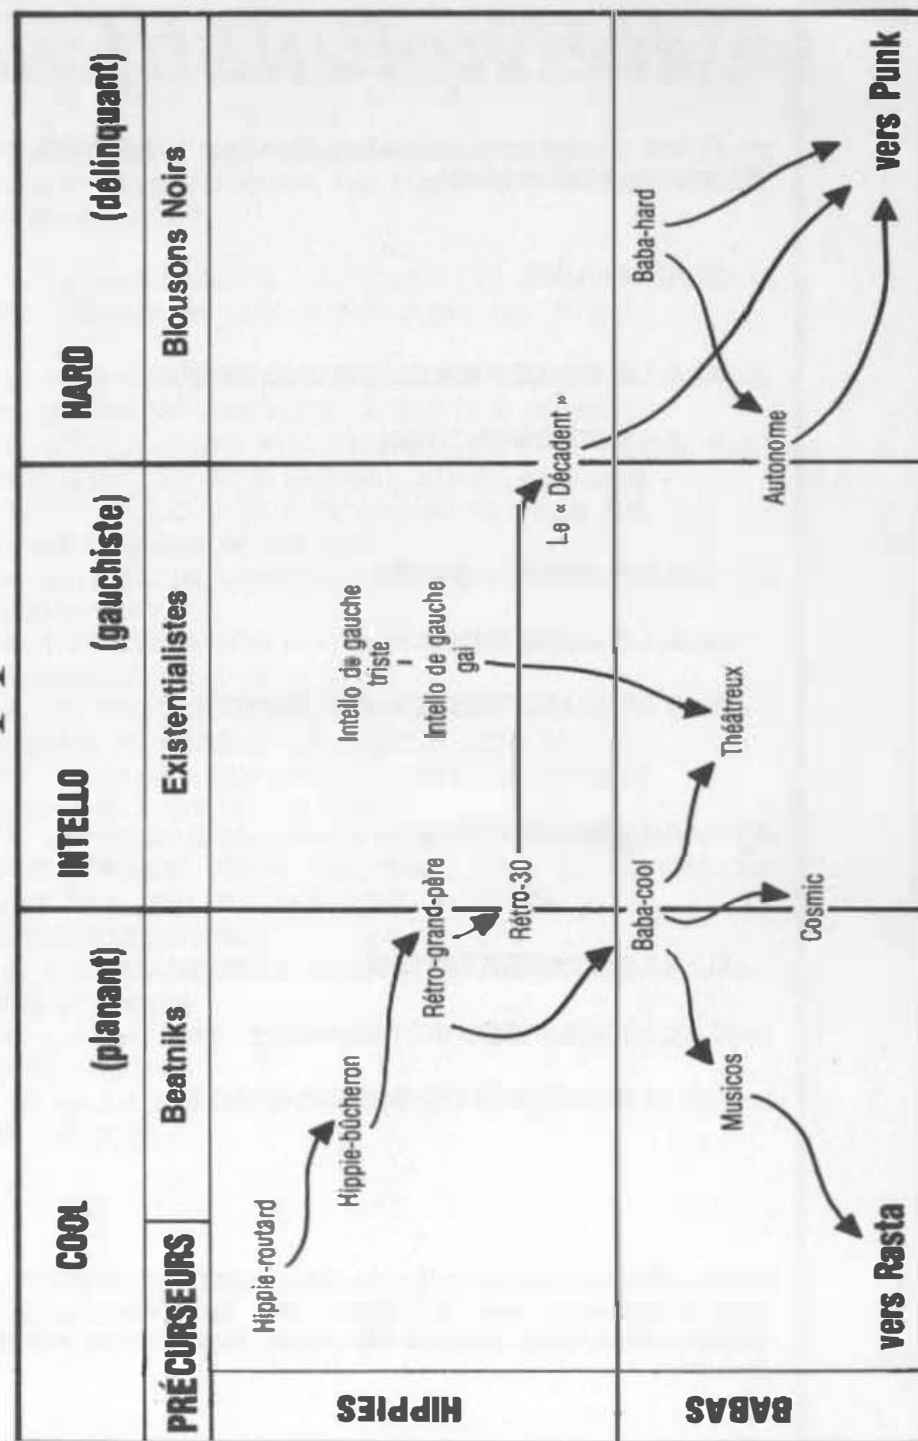 COOL (planant)
INTELLO (gauchiste)
HARD (délinquant)
PRÉCURSEURS
Beatniks
Existentialistes
Blousons Noirs
HIPPIES
Hippie-routard
Hippie-bûcheron
Intello de gauche
triste
Rétro-grand-père
Intello de gauche
gai
Rétro-30
Le « Décadent »
BABAS
Baba-cool
Baba-hard
Musicos
Théâtreux
Autonome
Cosmic
vers Rasta
vers Punk